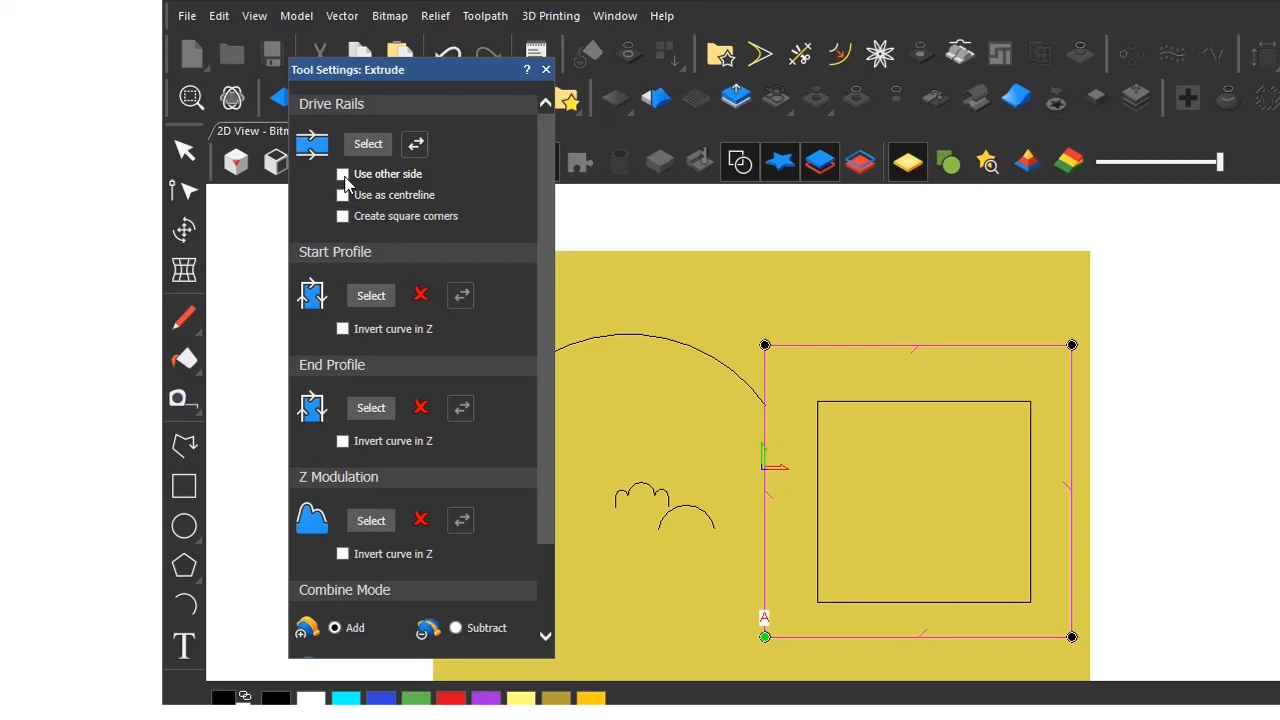 File Edit View Model Vector Bitmap Relief Toolpath 3D Printing Window Help
Tool Settings: Extrude ? ×
Drive Rails
2D View - Bitm
Select
Use other side
Use as centreline
Create square corners
Start Profile
Select
Invert curve in Z
End Profile
Select
Invert curve in Z
Z Modulation
Select
Invert curve in Z
Combine Mode
Add Subtract
A
T